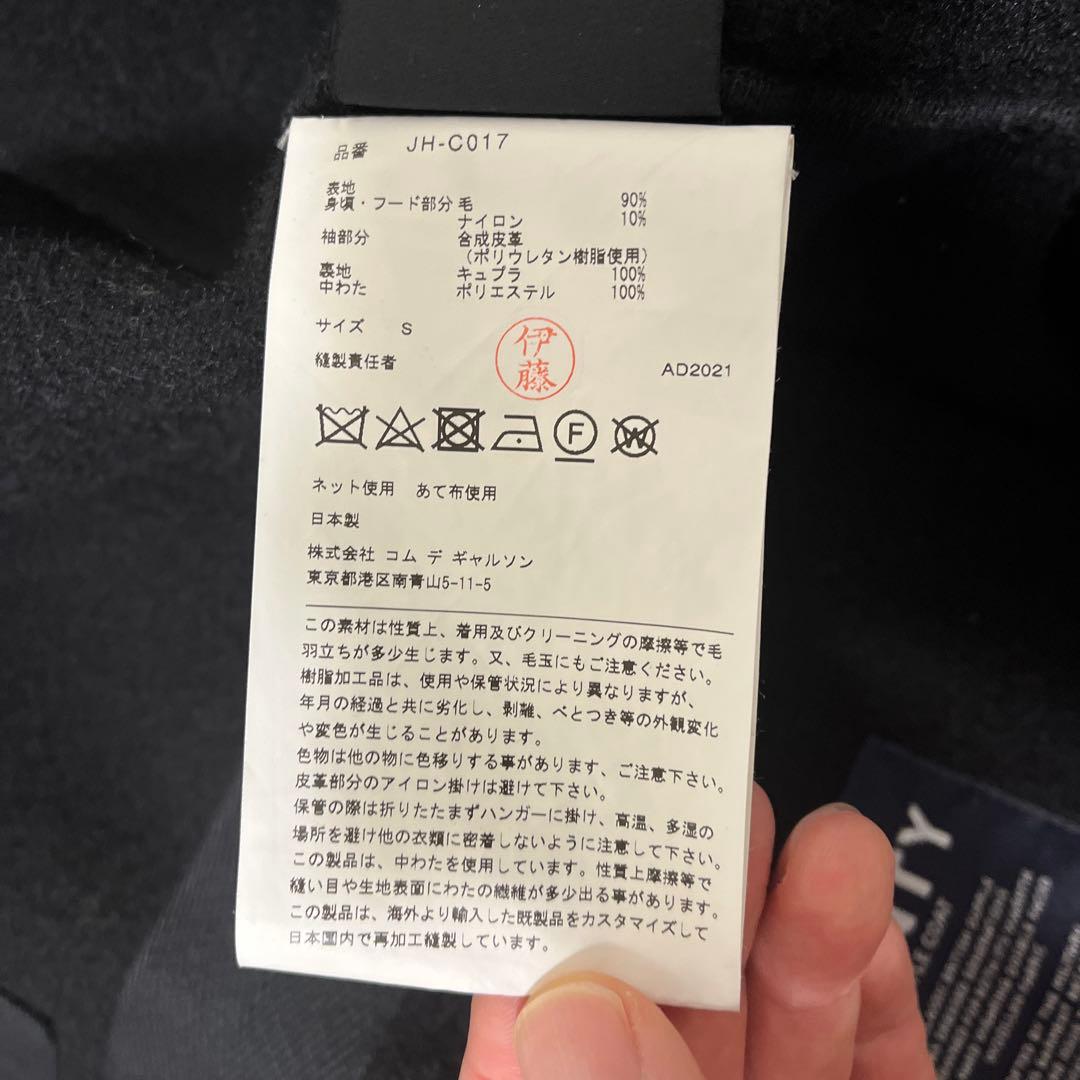 品番 JH-C017
表地
身頃・フード部分 毛 90%
ナイロン 10%
袖部分 合成皮革
(ポリウレタン樹脂使用)
裏地 キュプラ 100%
中わた ポリエステル 100%
サイズ S
縫製責任者 伊藤 AD2021
F W
ネット使用 あて布使用
日本製
株式会社 コム デ ギャルソン
東京都港区南青山5-11-5
この素材は性質上、着用及びクリーニングの摩擦等で毛
羽立ちが多少生じます。又、毛玉にもご注意ください。
樹脂加工品は、使用や保管状況により異なりますが、
年月の経過と共に劣化し、剥離、べとつき等の外観変化
や変色が生じることがあります。
色物は他の物に色移りする事があります、ご注意下さい。
皮革部分のアイロン掛けは避けて下さい。
保管の際は折りたたまずハンガーに掛け、高温、多湿の
場所を避け他の衣類に密着しないように注意して下さい。
この製品は、中わたを使用しています。性質上摩擦等で
縫い目や生地表面にわたの繊維が多少出る事があります。
この製品は、海外より輸入した既製品をカスタマイズして
日本国内で再加工縫製しています。